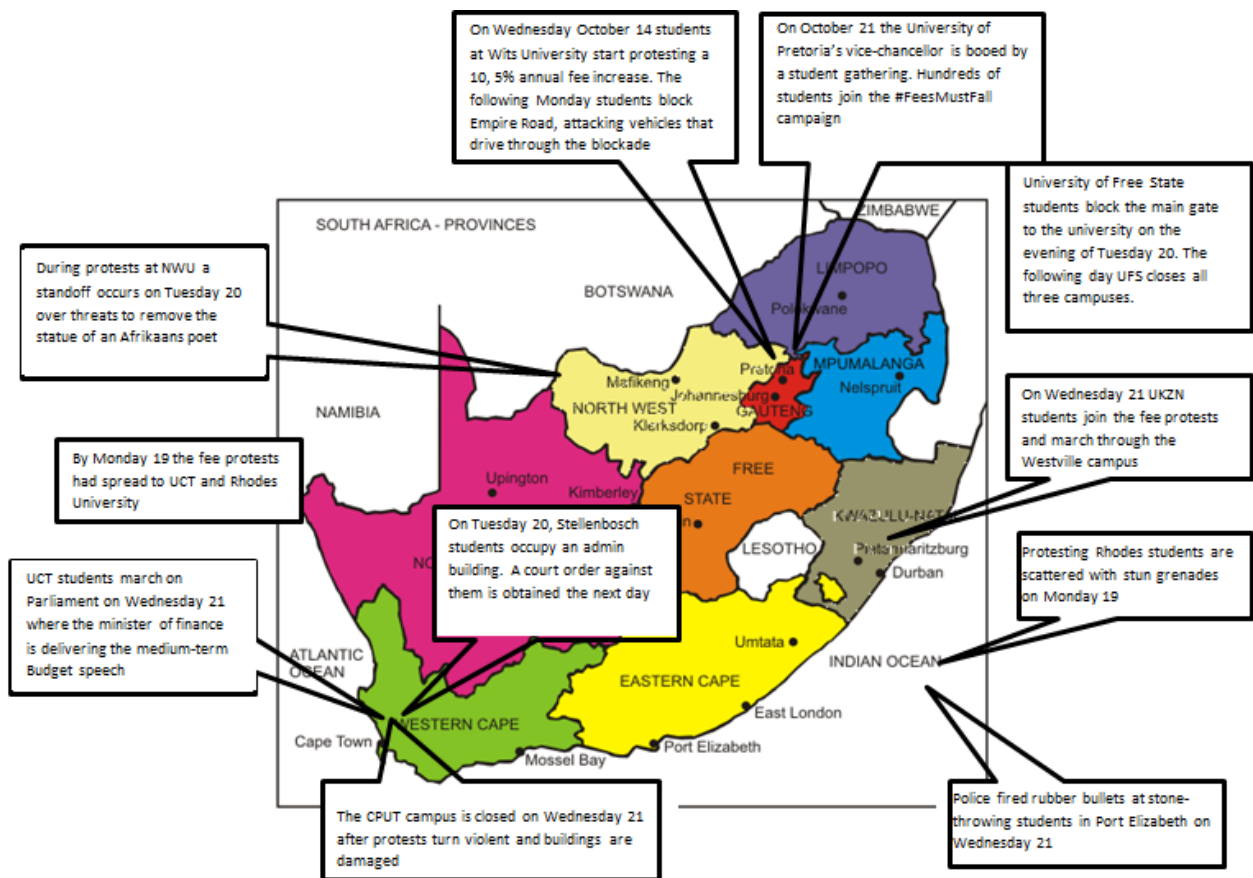 On Wednesday October 14 students
at Wits University start protesting a
10, 5% annual fee increase. The
following Monday students block
Empire Road, attacking vehicles that
drive through the blockade
On October 21 the University of
Pretoria's vice-chancellor is booed by
a student gathering. Hundreds of
students join the #FeesMustFall
campaign
University of Free State
students block the main gate
to the university on the
evening of Tuesday 20. The
following day UFS closes all
three campuses.
During protests at NWU a
standoff occurs on Tuesday 20
over threats to remove the
statue of an Afrikaans poet
SOUTH AFRICA - PROVINCES
ZIMBABWE
BOTSWANA
LIMPOPO
Polokwane
MPUMALANGA
Nelspruit
Pratoria
Johannesburg
GAUTENG
Mafikeng
NORTH WEST
Klerksdorp
NAMIBIA
On Wednesday 21 UKZN
students join the fee protests
and march through the
Westville campus
By Monday 19 the fee protests
had spread to UCT and Rhodes
University
Upington
Kimberley
FREE
STATE
KWAZULU-NAT
LESOTHO
Durban
On Tuesday 20, Stellenbosch
students occupy an admin
building. A court order against
them is obtained the next day
Protesting Rhodes students are
scattered with stun grenades
on Monday 19
UCT students march on
Parliament on Wednesday 21
where the minister of finance
is delivering the medium-term
Budget speech
ATLANTIC
OCEAN
INDIAN OCEAN
Umtata
EASTERN CAPE
East London
WESTERN CAPE
Cape Town
Mossel Bay
Port Elizabeth
The CPUT campus is closed on Wednesday 21
after protests turn violent and buildings are
damaged
Police fired rubber bullets at stone-
throwing students in Port Elizabeth on
Wednesday 21